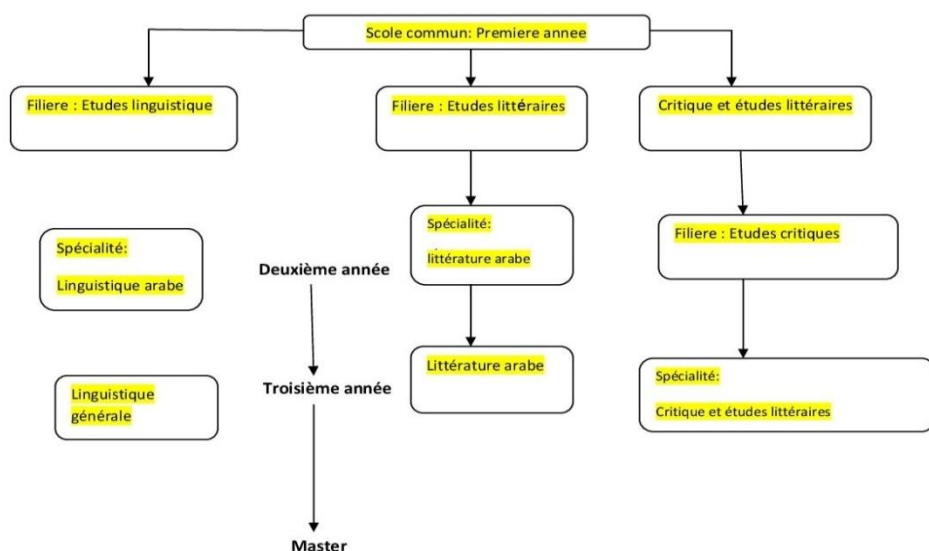 Scole commun: Premiere annee
Filiere : Etudes linguistique
Filiere : Etudes littéraires
Critique et études littéraires
Spécialité:
littérature arabe
Filiere : Etudes critiques
Spécialité:
Linguistique arabe
Deuxième année
Littérature arabe
Spécialité:
Critique et études littéraires
Troisième année
Linguistique
générale
Master